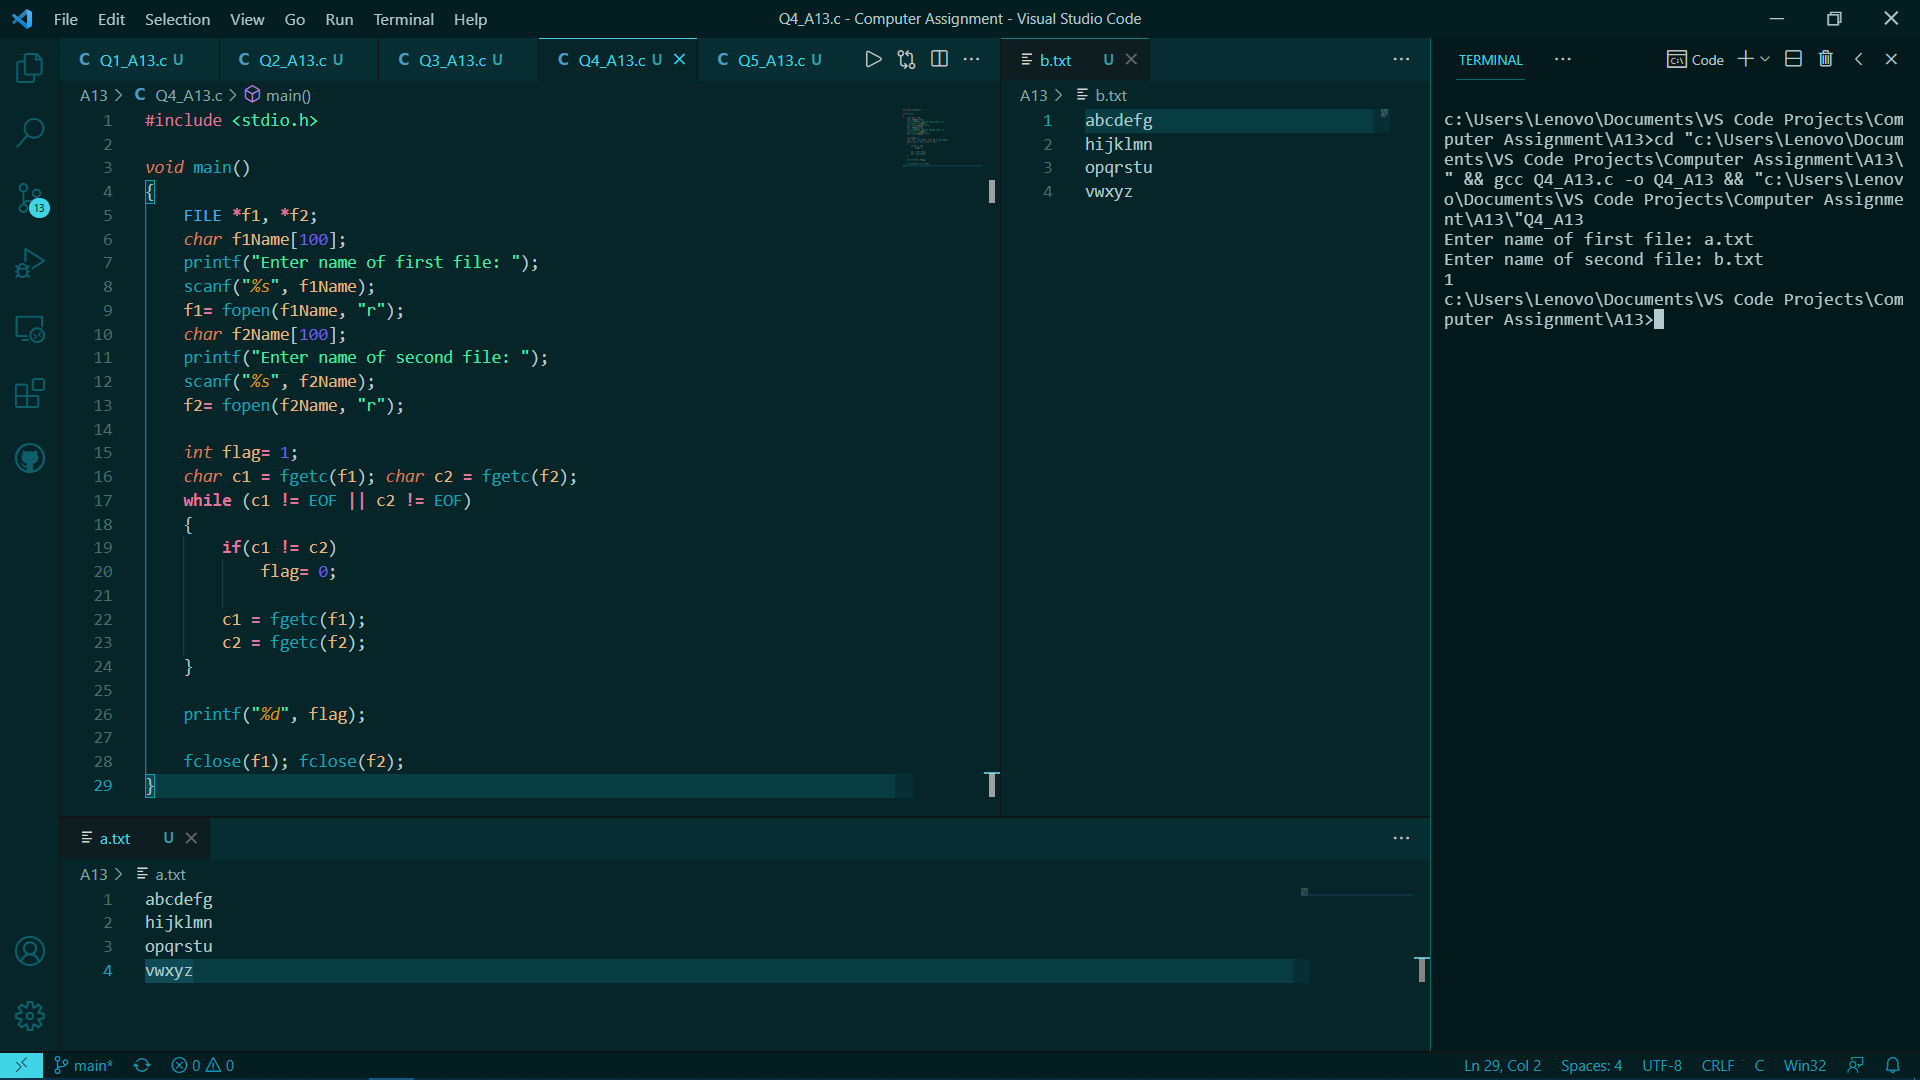 File Edit Selection View Go Run Terminal Help
Q4_A13.c - Computer Assignment - Visual Studio Code
C Q1_A13.c U
C Q2_A13.c U
C Q3_A13.c U
C Q4_A13.c U
C Q5_A13.c U
A13 > C Q4_A13.c > main()
1 #include <stdio.h>
2
3 void main()
4 {
5 FILE *f1, *f2;
6 char f1Name[100];
7 printf("Enter name of first file: ");
8 scanf("%s", f1Name);
9 f1= fopen(f1Name, "r");
10 char f2Name[100];
11 printf("Enter name of second file: ");
12 scanf("%s", f2Name);
13 f2= fopen(f2Name, "r");
14
15 int flag= 1;
16 char c1 = fgetc(f1); char c2 = fgetc(f2);
17 while (c1 != EOF || c2 != EOF)
18 {
19 if(c1 != c2)
20 flag= 0;
21
22 c1 = fgetc(f1);
23 c2 = fgetc(f2);
24 }
25
26 printf("%d", flag);
27
28 fclose(f1); fclose(f2);
29 }
b.txt U
A13 > b.txt
1 abcdefg
2 hijklmn
3 opqrstu
4 vwxyz
a.txt U
A13 > a.txt
1 abcdefg
2 hijklmn
3 opqrstu
4 vwxyz
TERMINAL
Code
c:\Users\Lenovo\Documents\VS Code Projects\Com
puter Assignment\A13>cd "c:\Users\Lenovo\Docum
ents\VS Code Projects\Computer Assignment\A13\
" && gcc Q4_A13.c -o Q4_A13 && "c:\Users\Lenov
o\Documents\VS Code Projects\Computer Assignme
nt\A13\"Q4_A13
Enter name of first file: a.txt
Enter name of second file: b.txt
1
c:\Users\Lenovo\Documents\VS Code Projects\Com
puter Assignment\A13>
13
main* 0 0
Ln 29, Col 2 Spaces: 4 UTF-8 CRLF C Win32